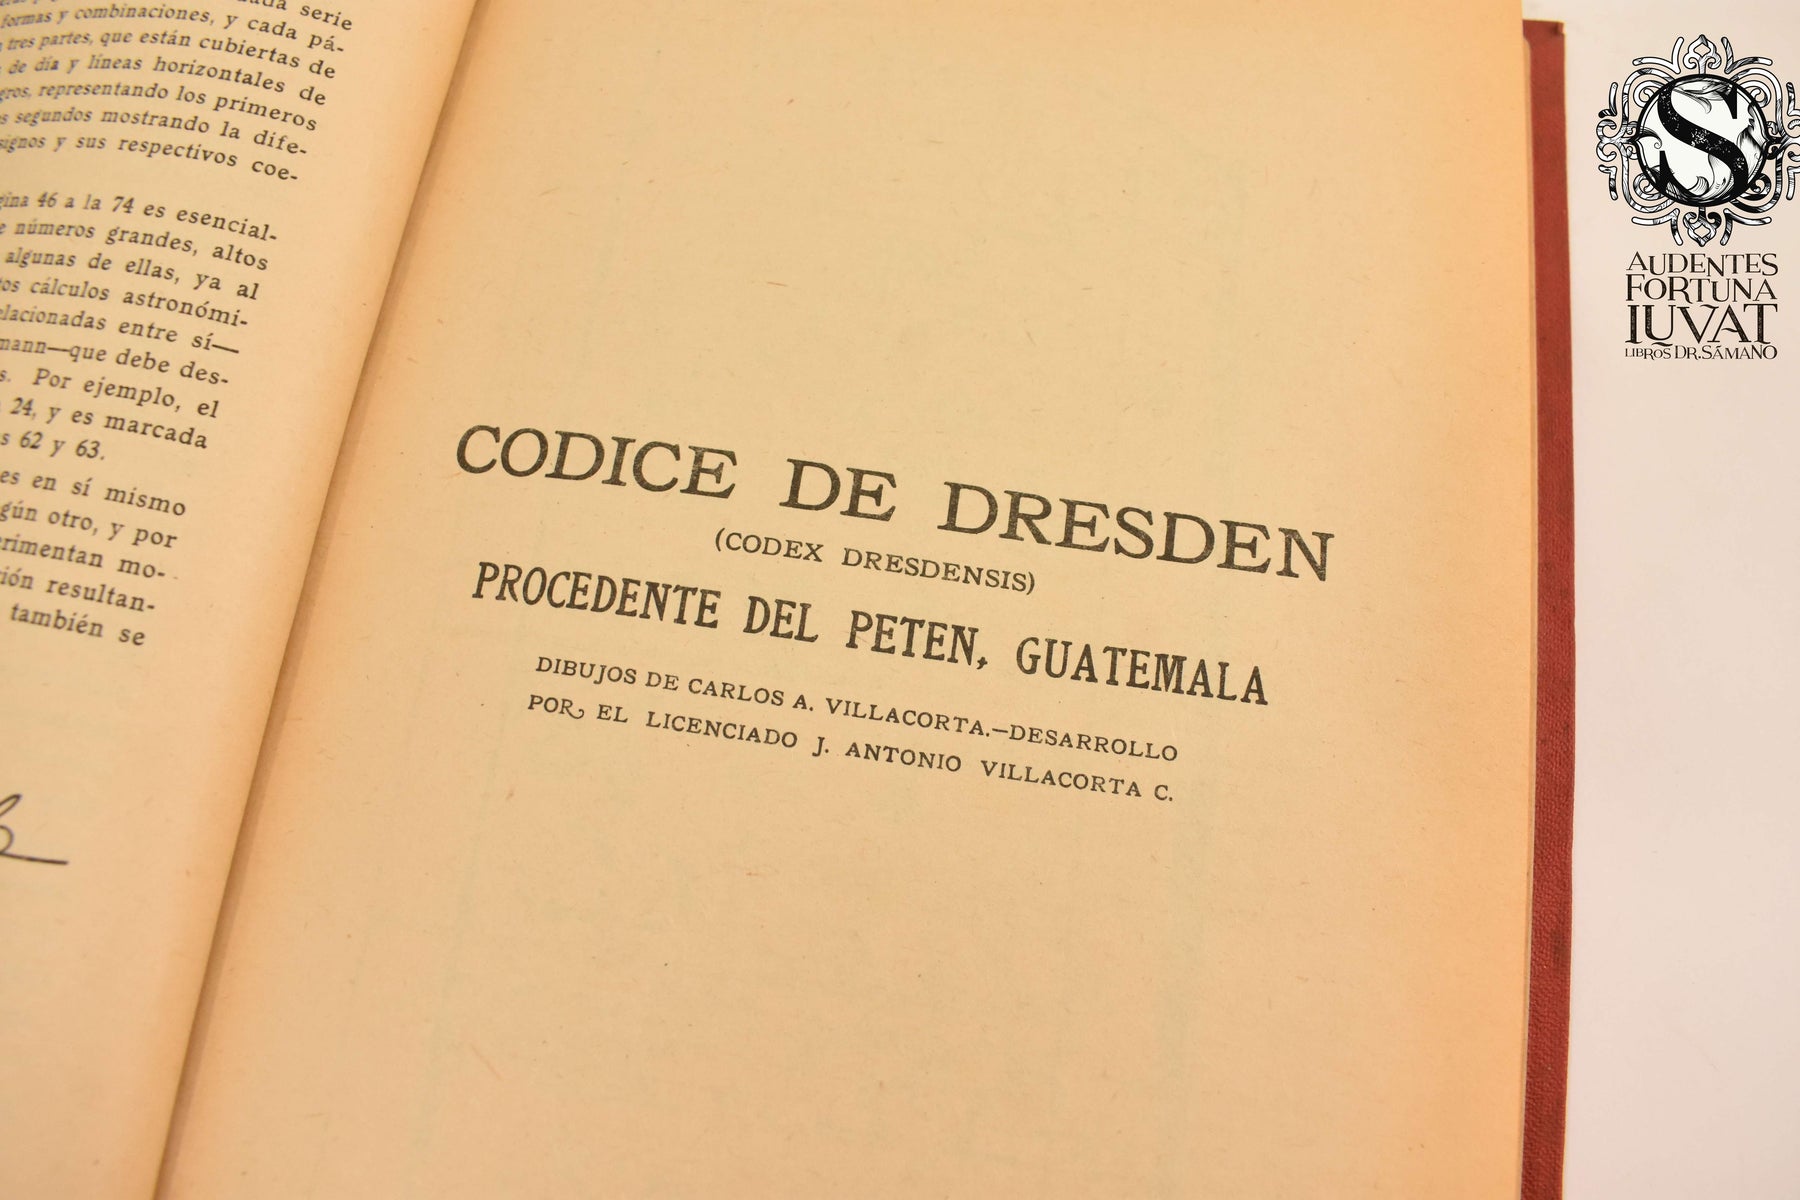 serie
formas y combinaciones, y cada pá-
tres partes, que están cubiertas de
de día y líneas horizontales de
representando los primeros
segundos mostrando la dife-
signos y sus respectivos coe-
46 a la 74 es esencial-
números grandes, altos
algunas de ellas, ya al
cálculos astronómi-
entre sí—
que debe des-
Por ejemplo, el
24, y es marcada
62 y 63.
es en sí mismo
otro, y por
mo-
resultan-
también se
CODICE DE DRESDEN
(CODEX DRESDENSIS)
PROCEDENTE DEL PETEN, GUATEMALA
DIBUJOS DE CARLOS A. VILLACORTA.—DESARROLLO
POR EL LICENCIADO J. ANTONIO VILLACORTA C.
S
AUDENTES
FORTUNA
IUVAT
LIBROS DR. SÁMANO